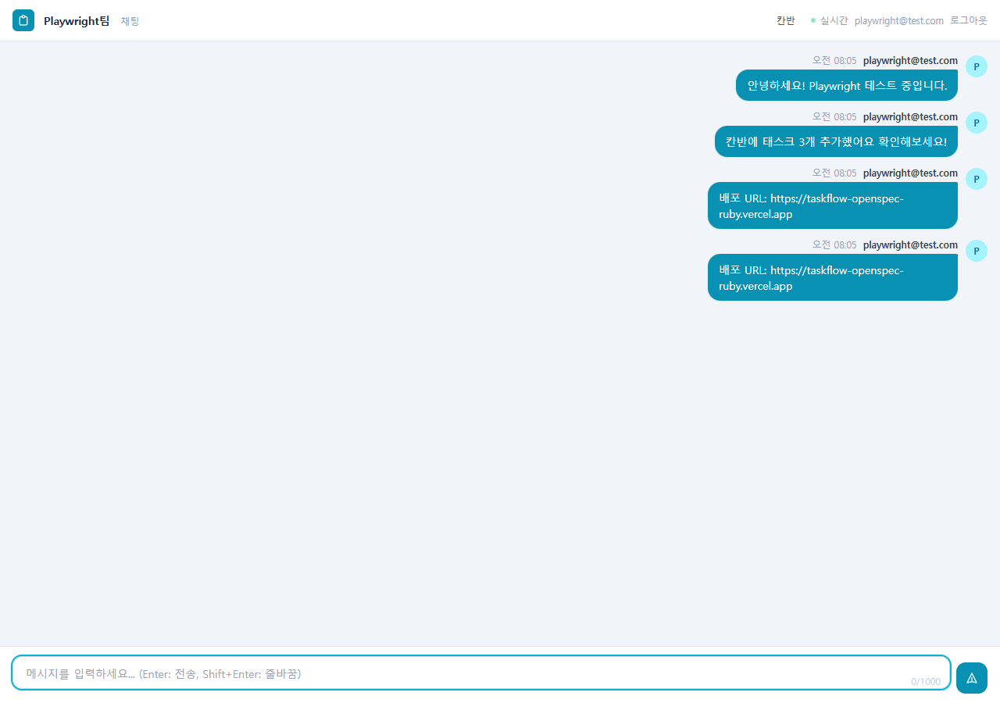 Playwright팀 채팅 칸반 실시간 playwright@test.com 로그아웃
오전 08:05 playwright@test.com
P
안녕하세요! Playwright 테스트 중입니다.
오전 08:05 playwright@test.com
P
칸반에 태스크 3개 추가했어요 확인해보세요!
오전 08:05 playwright@test.com
P
배포 URL: https://taskflow-openspec-
ruby.vercel.app
오전 08:05 playwright@test.com
P
배포 URL: https://taskflow-openspec-
ruby.vercel.app
메시지를 입력하세요... (Enter: 전송, Shift+Enter: 줄바꿈)
0/1000